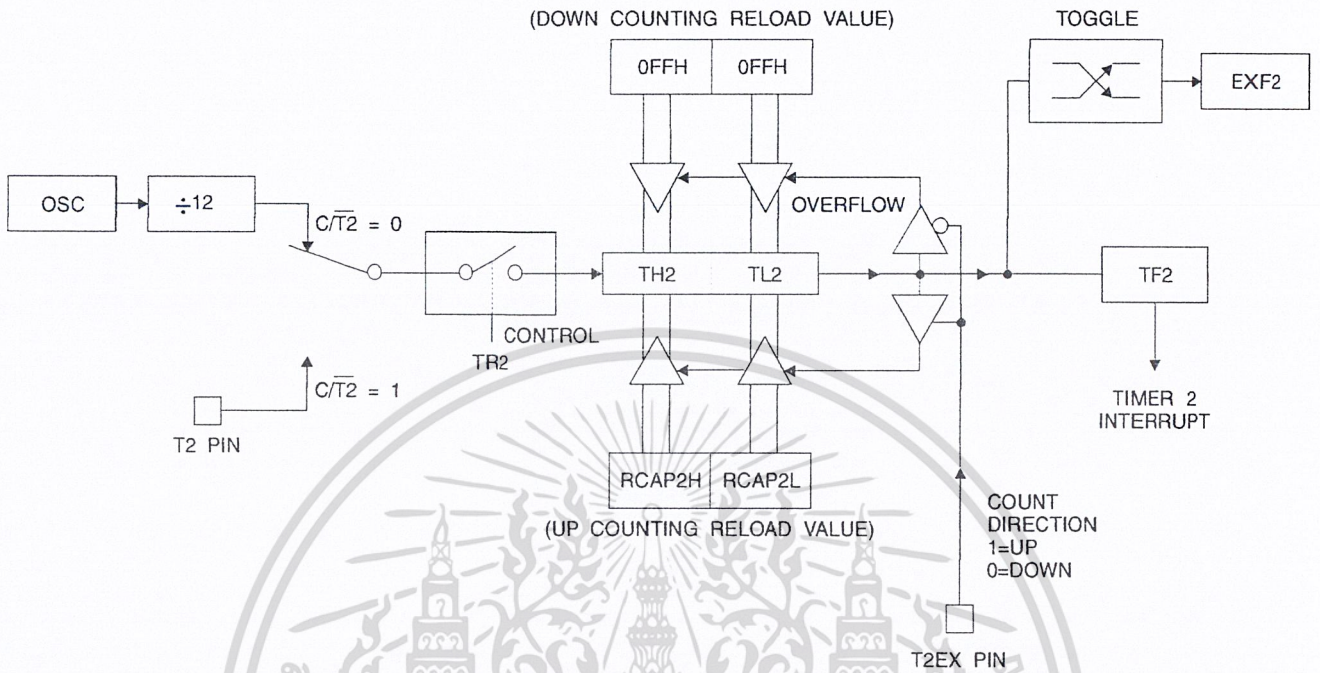 (DOWN COUNTING RELOAD VALUE)
TOGGLE
0FFH 0FFH
EXF2
OSC
÷12
OVERFLOW
C/T2̅ = 0
TH2 TL2
TF2
CONTROL
TR2
C/T2̅ = 1
T2 PIN
TIMER 2
INTERRUPT
RCAP2H RCAP2L
(UP COUNTING RELOAD VALUE)
COUNT
DIRECTION
1=UP
0=DOWN
T2EX PIN